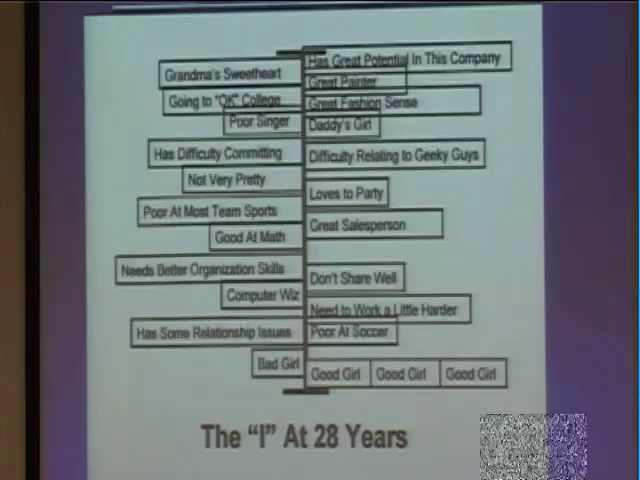 Has Great Potential In This Company
Grandma's Sweetheart
Great Painter
Going to "OK" College
Great Fashion Sense
Poor Singer
Daddy's Girl
Has Difficulty Committing
Difficulty Relating to Geeky Guys
Not Very Pretty
Loves to Party
Poor At Most Team Sports
Great Salesperson
Good At Math
Needs Better Organization Skills
Don't Share Well
Computer Wiz
Need to Work a Little Harder
Has Some Relationship Issues
Poor At Soccer
Bad Girl
Good Girl Good Girl Good Girl
The "I" At 28 Years